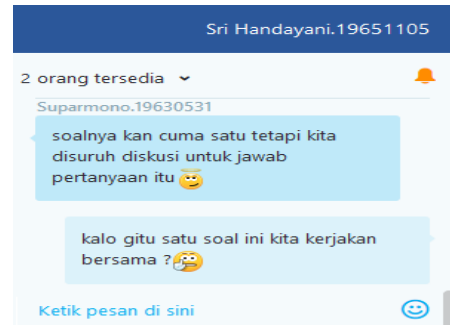 Sri Handayani.19651105
2 orang tersedia
Suparmono.19630531
soalnya kan cuma satu tetapi kita
disuruh diskusi untuk jawab
pertanyaan itu
kalo gitu satu soal ini kita kerjakan
bersama ?
Ketik pesan di sini